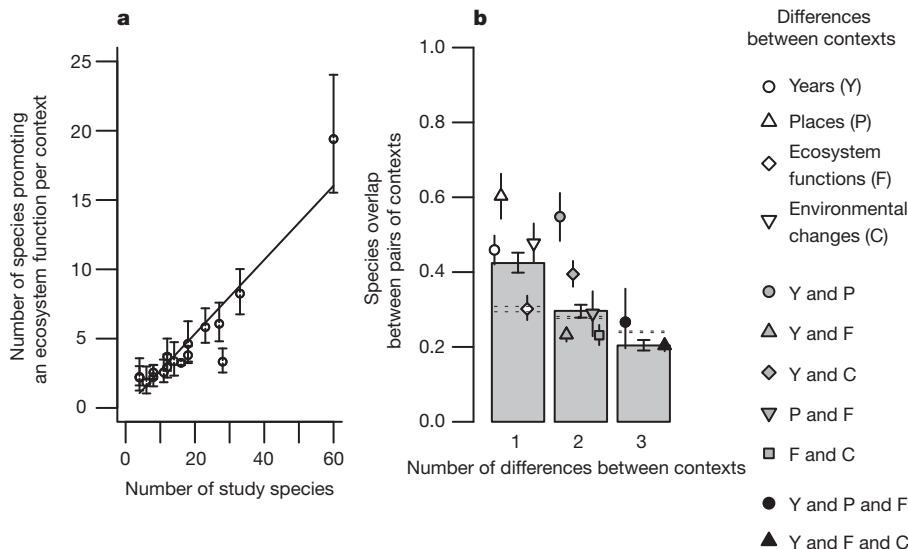 a
Number of species promoting
an ecosystem function per context
25
20
15
10
5
0
0
20
40
60
Number of study species
b
Species overlap
between pairs of contexts
1.0
0.8
0.6
0.4
0.2
0.0
1
2
3
Number of differences between contexts
Differences
between contexts
Years (Y)
Places (P)
Ecosystem
functions (F)
Environmental
changes (C)
Y and P
Y and F
Y and C
P and F
F and C
Y and P and F
Y and F and C